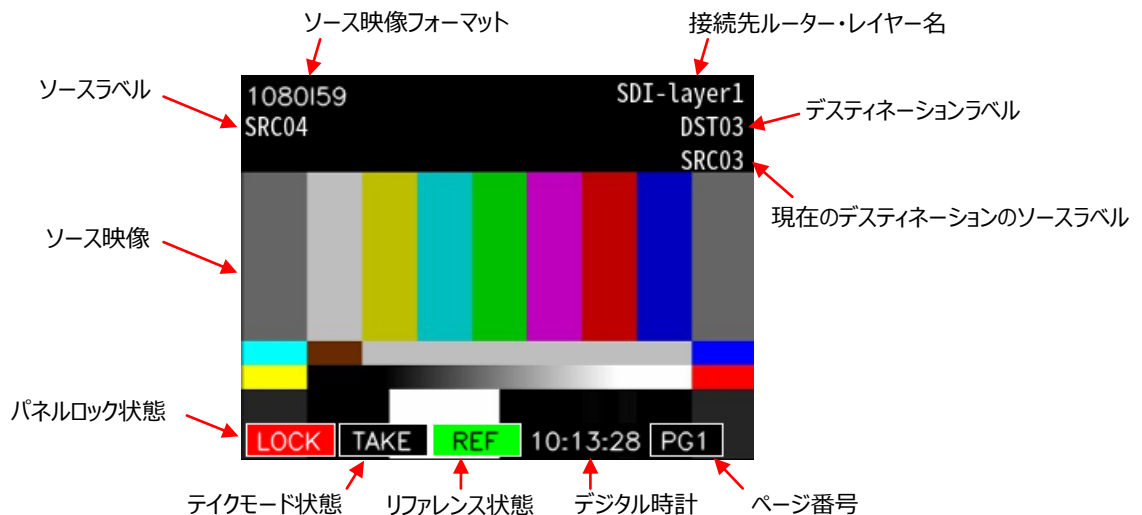 ソース映像フォーマット
接続先ルーター・レイヤー名
ソースラベル
1080I59
SDI-layer1
デスティネーションラベル
SRC04
DST03
SRC03
現在のデスティネーションのソースラベル
ソース映像
パネルロック状態
LOCK
TAKE
REF
10:13:28
PG1
テイクモード状態
リファレンス状態
デジタル時計
ページ番号